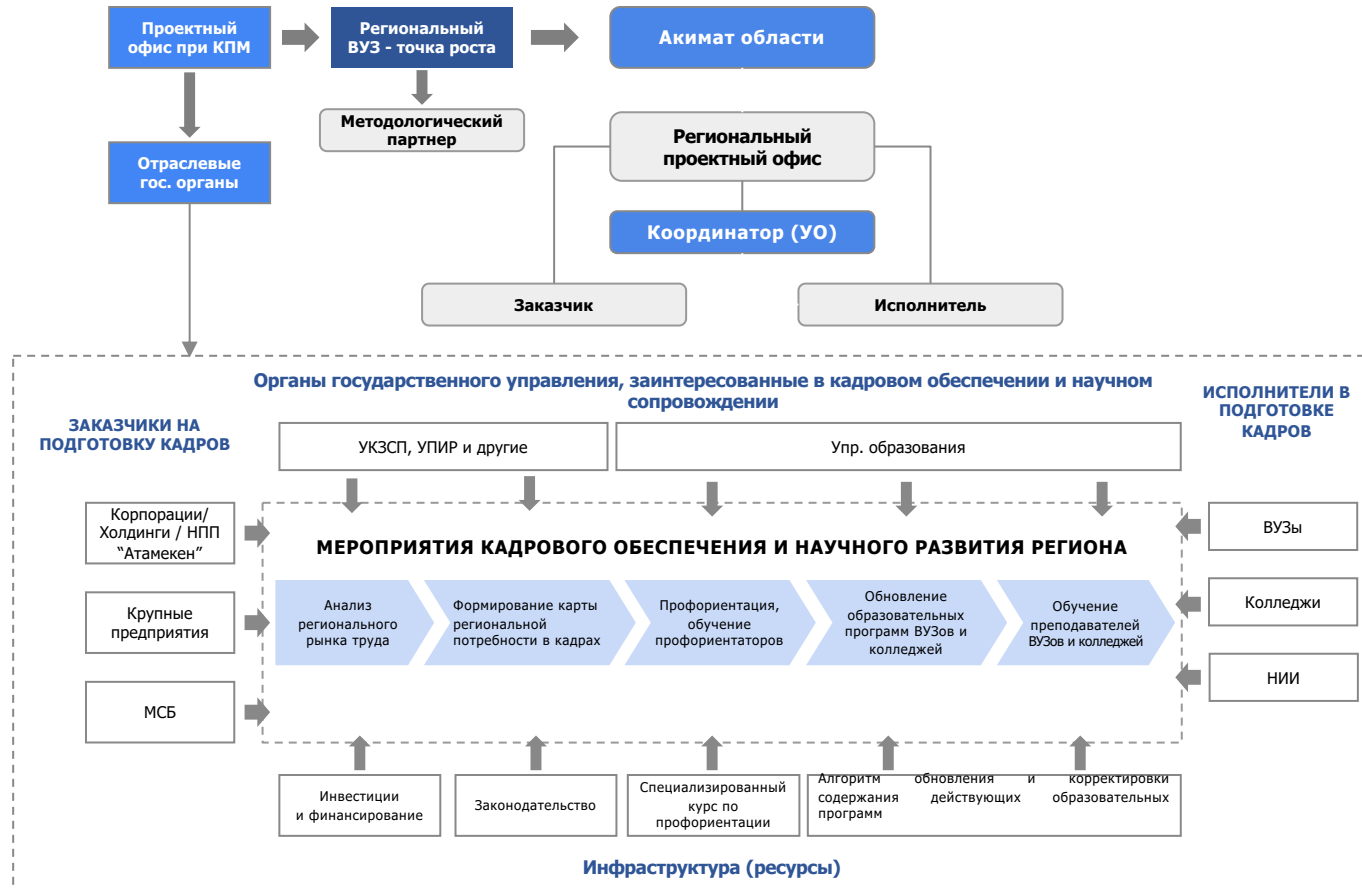 Проектный
офис при КПМ
Региональный
ВУЗ - точка роста
Акимат области
Методологический
партнер
Региональный
проектный офис
Отраслевые
гос. органы
Координатор (УО)
Заказчик
Исполнитель
Органы государственного управления, заинтересованные в кадровом обеспечении и научном
сопровождении
ЗАКАЗЧИКИ НА
ПОДГОТОВКУ КАДРОВ
ИСПОЛНИТЕЛИ В
ПОДГОТОВКЕ
КАДРОВ
УКЗСП, УПИР и другие
Упр. образования
Корпорации/
Холдинги / НПП
“Атамекен”
Крупные
предприятия
МСБ
МЕРОПРИЯТИЯ КАДРОВОГО ОБЕСПЕЧЕНИЯ И НАУЧНОГО РАЗВИТИЯ РЕГИОНА
Анализ
регионального
рынка труда
Формирование карты
региональной
потребности в кадрах
Профориентация,
обучение
профориентаторов
Обновление
образовательных
программ ВУЗов и
колледжей
Обучение
преподавателей
ВУЗов и колледжей
ВУЗы
Колледжи
НИИ
Инвестиции
и финансирование
Законодательство
Специализированный
курс по
профориентации
Алгоритм обновления и корректировки
содержания действующих образовательных
программ
Инфраструктура (ресурсы)